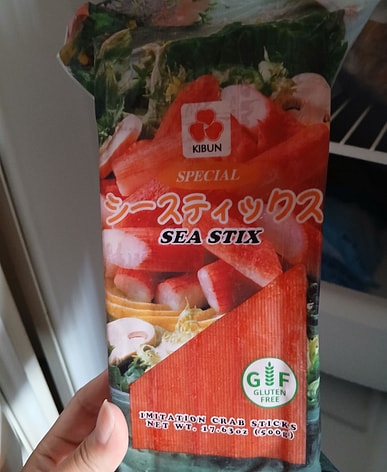 KIBUN
SPECIAL
シースティックス
SEA STIX
GF
GLUTEN
FREE
IMITATION CRAB STICKS
NET WT. 17.63oz (500g)